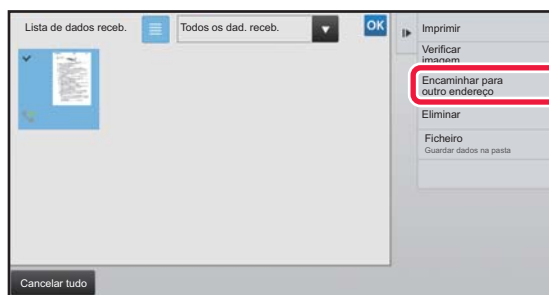 Lista de dados receb.
Todos os dad. receb.
OK
Imprimir
Verificar
imagem
Encaminhar para
outro endereço
Eliminar
Ficheiro
Guardar dados na pasta
Cancelar tudo